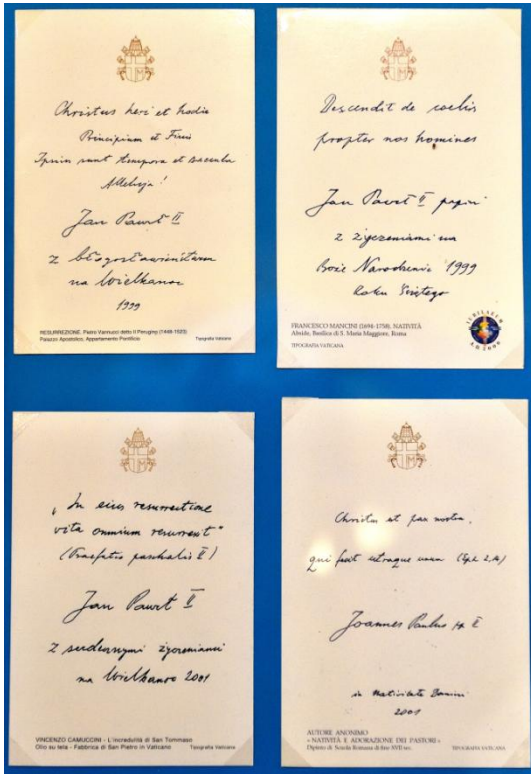 Christus heri et hodie
Principium et Finis
Ipsius sunt tempora et saecula
Alleluja!
Jan Paweł II
z błogosławieństwem
na Wielkanoc
1999
RESURREZIONE, Pietro Vannucci detto il Perugino (1448-1523)
Palazzo Apostolico, Appartamento Pontificio
Tipografia Vaticana
Descendit de coelis
propter nos homines
Jan Paweł II papież
z życzeniami na
Boże Narodzenie 1999
Roku Świętego
FRANCESCO MANCINI (1694-1758), NATIVITÀ
Abside, Basilica di S. Maria Maggiore, Roma
TIPOGRAFIA VATICANA
IUBILAEUM
A.D. 2000
„In eius resurrectione
vita omnium resurrexit"
(Praefatio paschalis II)
Jan Paweł II
z serdecznymi życzeniami
na Wielkanoc 2001
VINCENZO CAMUCCINI - L'incredulità di San Tommaso
Olio su tela - Fabbrica di San Pietro in Vaticano
Tipografia Vaticana
Christus est pax nostra,
qui fecit utraque unum (Eph 2,14)
Joannes Paulus pp II
in Nativitate Domini
2001
AUTORE ANONIMO
« NATIVITÀ E ADORAZIONE DEI PASTORI »
Dipinto di Scuola Romana di fine XVII sec.
TIPOGRAFIA VATICANA